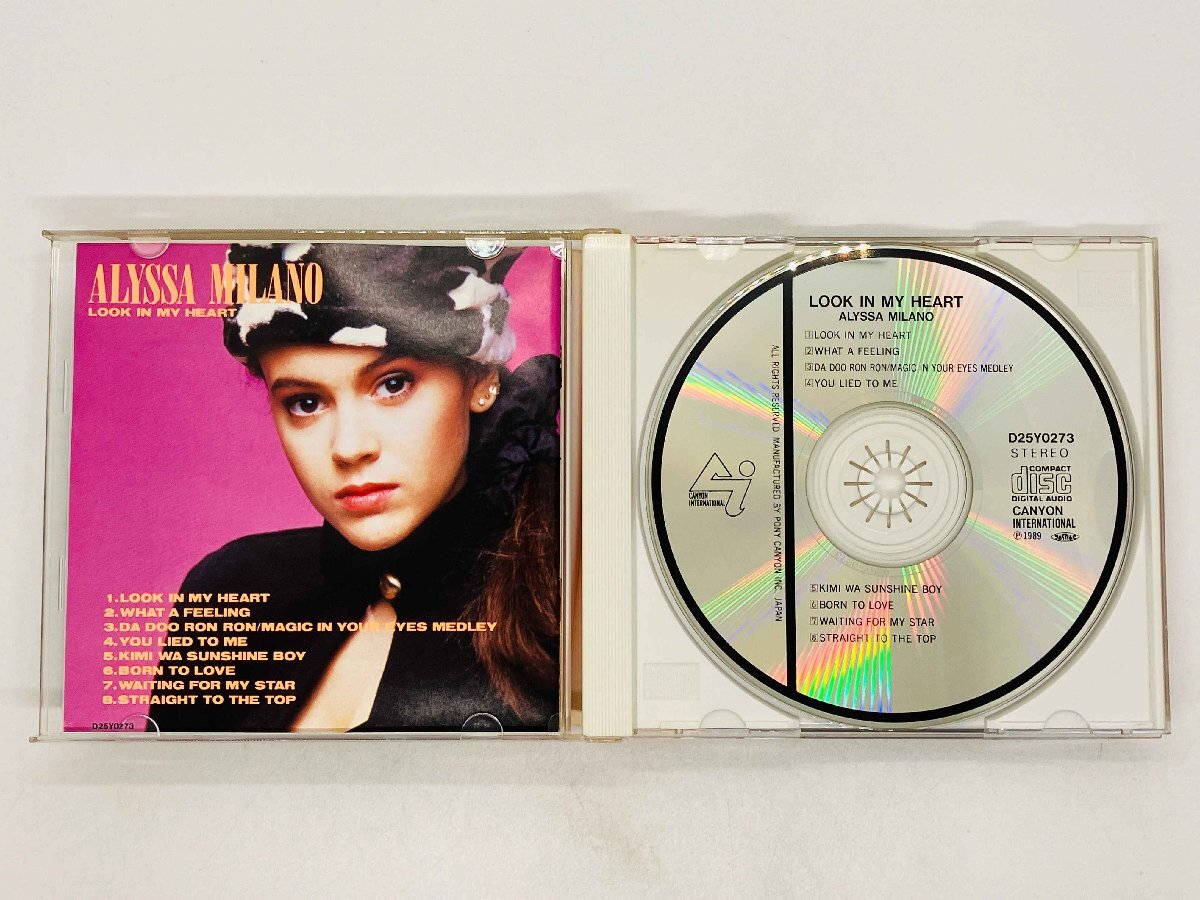 ALYSSA MILANO
LOOK IN MY HEART
1.LOOK IN MY HEART
2.WHAT A FEELING
3.DA DOO RON RON/MAGIC IN YOUR EYES MEDLEY
4.YOU LIED TO ME
5.KIMI WA SUNSHINE BOY
6.BORN TO LOVE
7.WAITING FOR MY STAR
8.STRAIGHT TO THE TOP
D25Y0273
LOOK IN MY HEART
ALYSSA MILANO
1 LOOK IN MY HEART
2 WHAT A FEELING
3 DA DOO RON RON/MAGIC IN YOUR EYES MEDLEY
4 YOU LIED TO ME
ALL RIGHTS RESERVED. MANUFACTURED BY PONY CANYON INC. JAPAN
CANYON
INTERNATIONAL
D25Y0273
STEREO
COMPACT
disc
DIGITAL AUDIO
CANYON
INTERNATIONAL
Ⓟ1989
5 KIMI WA SUNSHINE BOY
6 BORN TO LOVE
7 WAITING FOR MY STAR
8 STRAIGHT TO THE TOP